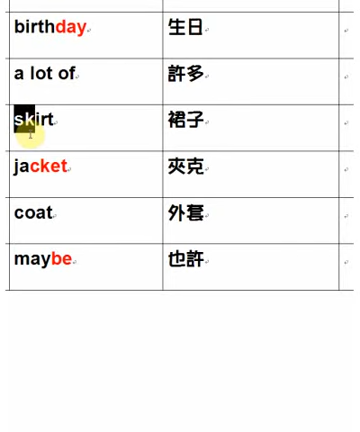 birthday 生日
a lot of 許多
skirt 裙子
jacket 夾克
coat 外套
maybe 也許